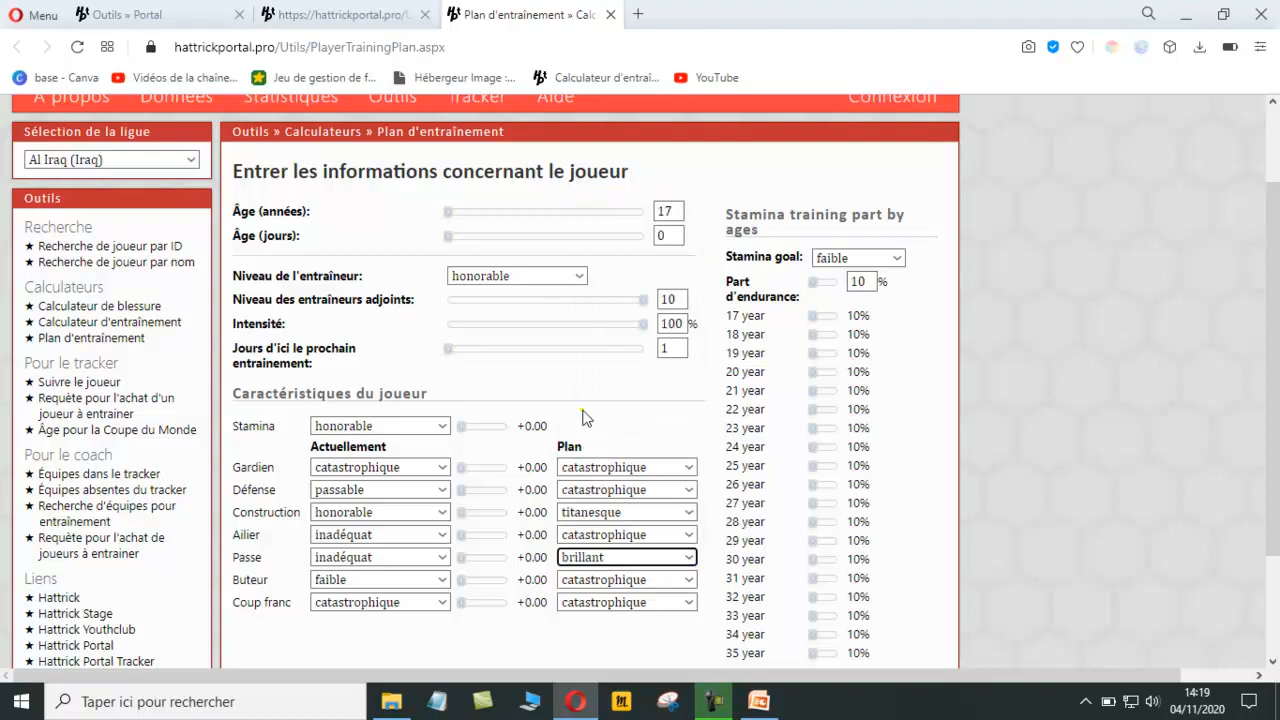 Menu
Outils » Portal
https://hattrickportal.pro/U
Plan d'entraînement » Calc
hattrickportal.pro/Utils/PlayerTrainingPlan.aspx
base - Canva
Vidéos de la chaîne...
Jeu de gestion de f...
Hébergeur Image :...
Calculateur d'entraî...
YouTube
À propos Données Statistiques Outils Tracker Aide Connexion
Sélection de la ligue
Al Iraq (Iraq)
Outils
Recherche
★ Recherche de joueur par ID
★ Recherche de joueur par nom
Calculateurs
★ Calculateur de blessure
★ Calculateur d'entraînement
★ Plan d'entraînement
Pour le tracker
★ Suivre le joueur
★ Requête pour l'achat d'un
joueur à entrainer
★ Âge pour la Coupe du Monde
Pour le coach
★ Équipes dans le tracker
★ Équipes absentes du tracker
★ Recherche d'équipes pour
entraînement
★ Requête pour l'achat de
joueurs à entrainer
Liens
★ Hattrick
★ Hattrick Stage
★ Hattrick Youthclub
★ Hattrick Portal
★ Hattrick Portal Tracker
Outils » Calculateurs » Plan d'entraînement
Entrer les informations concernant le joueur
Âge (années): 17
Âge (jours): 0
Niveau de l'entraîneur: honorable
Niveau des entraîneurs adjoints: 10
Intensité: 100 %
Jours d'ici le prochain
entrainement: 1
Caractéristiques du joueur
Stamina honorable +0.00
Actuellement Plan
Gardien catastrophique +0.00 catastrophique
Défense passable +0.00 catastrophique
Construction honorable +0.00 titanesque
Ailier inadéquat +0.00 catastrophique
Passe inadéquat +0.00 brillant
Buteur faible +0.00 catastrophique
Coup franc catastrophique +0.00 catastrophique
Stamina training part by
ages
Stamina goal: faible
Part
d'endurance: 10 %
17 year 10%
18 year 10%
19 year 10%
20 year 10%
21 year 10%
22 year 10%
23 year 10%
24 year 10%
25 year 10%
26 year 10%
27 year 10%
28 year 10%
29 year 10%
30 year 10%
31 year 10%
32 year 10%
33 year 10%
34 year 10%
35 year 10%
Taper ici pour rechercher
14:19
04/11/2020